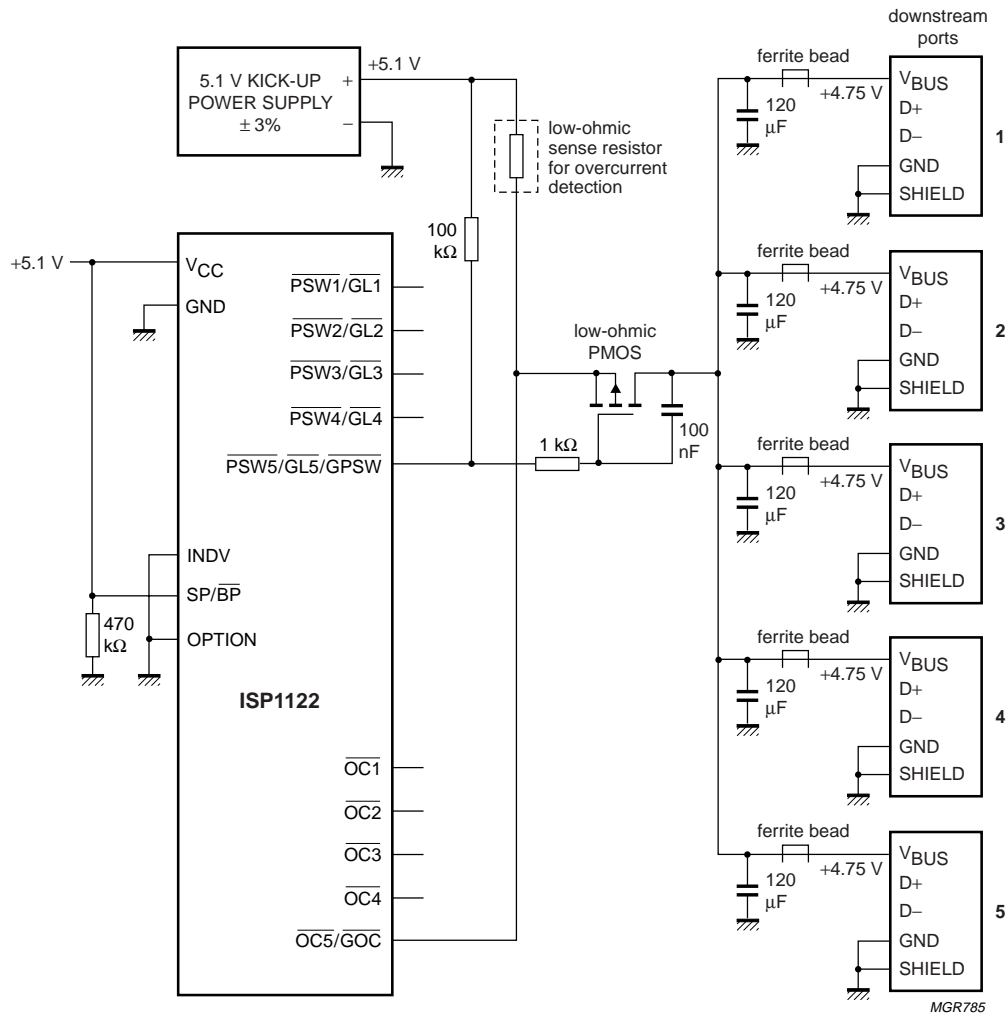 5.1 V KICK-UP
POWER SUPPLY
± 3%
+
−
+5.1 V
low-ohmic
sense resistor
for overcurrent
detection
100
kΩ
+5.1 V
VCC
GND
PSW1/GL1
PSW2/GL2
PSW3/GL3
PSW4/GL4
PSW5/GL5/GPSW
INDV
SP/BP
OPTION
470
kΩ
ISP1122
OC1
OC2
OC3
OC4
OC5/GOC
low-ohmic
PMOS
1 kΩ
100
nF
downstream
ports
ferrite bead
+4.75 V
120
μF
VBUS
D+
D−
GND
SHIELD
1
ferrite bead
+4.75 V
120
μF
VBUS
D+
D−
GND
SHIELD
2
ferrite bead
+4.75 V
120
μF
VBUS
D+
D−
GND
SHIELD
3
ferrite bead
+4.75 V
120
μF
VBUS
D+
D−
GND
SHIELD
4
ferrite bead
+4.75 V
120
μF
VBUS
D+
D−
GND
SHIELD
5
MGR785